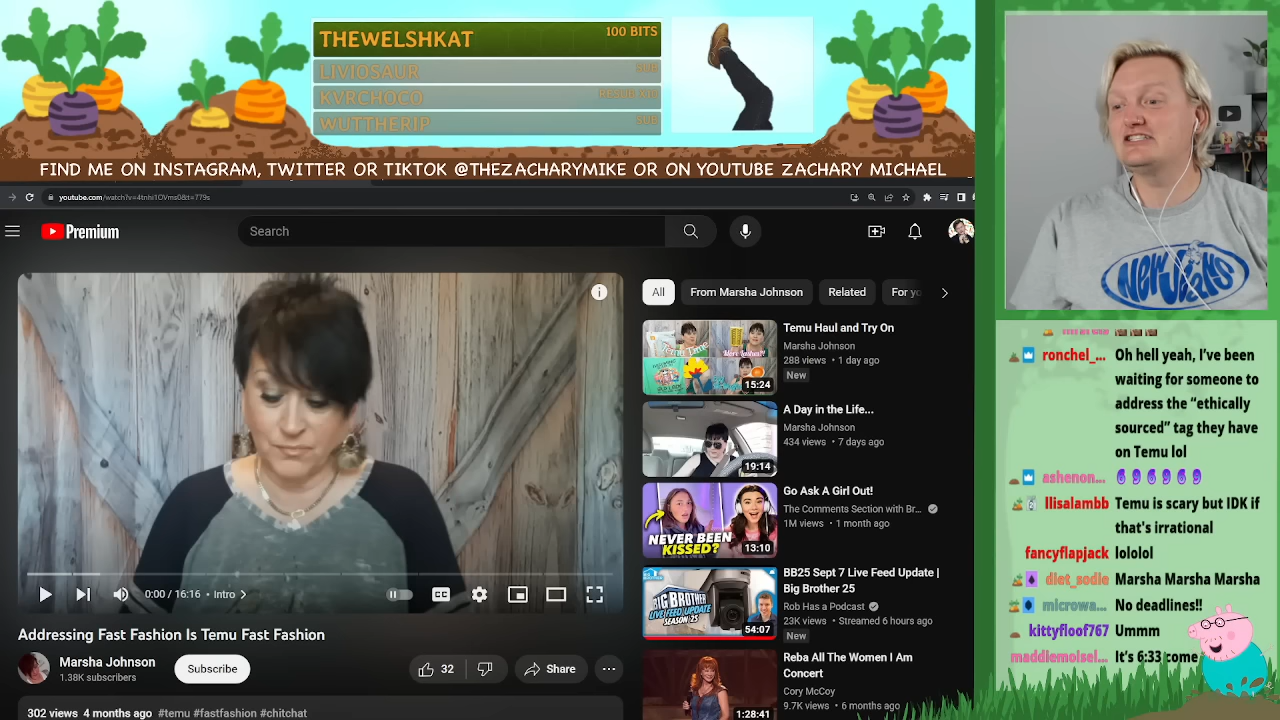 THEWELSHKAT 100 BITS
LIVIOSAUR SUB
KVRCHOCO
WUTTHERIP SUB
FIND ME ON INSTAGRAM, TWITTER OR TIKTOK @THEZACHARYMIKE OR ON YOUTUBE ZACHARY MICHAEL
youtube.com/watch?v=4tnhi1OVms0&t=779s
Premium
Search
All
From Marsha Johnson
Related
For yo
0:00 / 16:16 • Intro
CC
Addressing Fast Fashion Is Temu Fast Fashion
Marsha Johnson
1.38K subscribers
Subscribe
32
Share
302 views 4 months ago #temu #fastfashion #chitchat
Temu Haul and Try On
Marsha Johnson
288 views • 1 day ago
New
15:24
A Day in the Life...
Marsha Johnson
434 views • 7 days ago
19:14
NEVER BEEN
KISSED?
13:10
Go Ask A Girl Out!
The Comments Section with Br...
1M views • 1 month ago
BIG BROTHER
LIVE FEED UPDATE
SEASON 25
54:07
BB25 Sept 7 Live Feed Update |
Big Brother 25
Rob Has a Podcast
23K views • Streamed 6 hours ago
New
Reba All The Women I Am
Concert
Cory McCoy
9.7K views • 6 months ago
1:28:41
NewJeans
ronchel_... Oh hell yeah, I've been
waiting for someone to
address the “ethically
sourced” tag they have
on Temu lol
ashenon...
llisalambb Temu is scary but IDK if
that's irrational
fancyflapjack lololol
diet_sodie Marsha Marsha Marsha
microwa... No deadlines!!
kittyfloof767 Ummm
maddiemoisel... It's 6:33 come